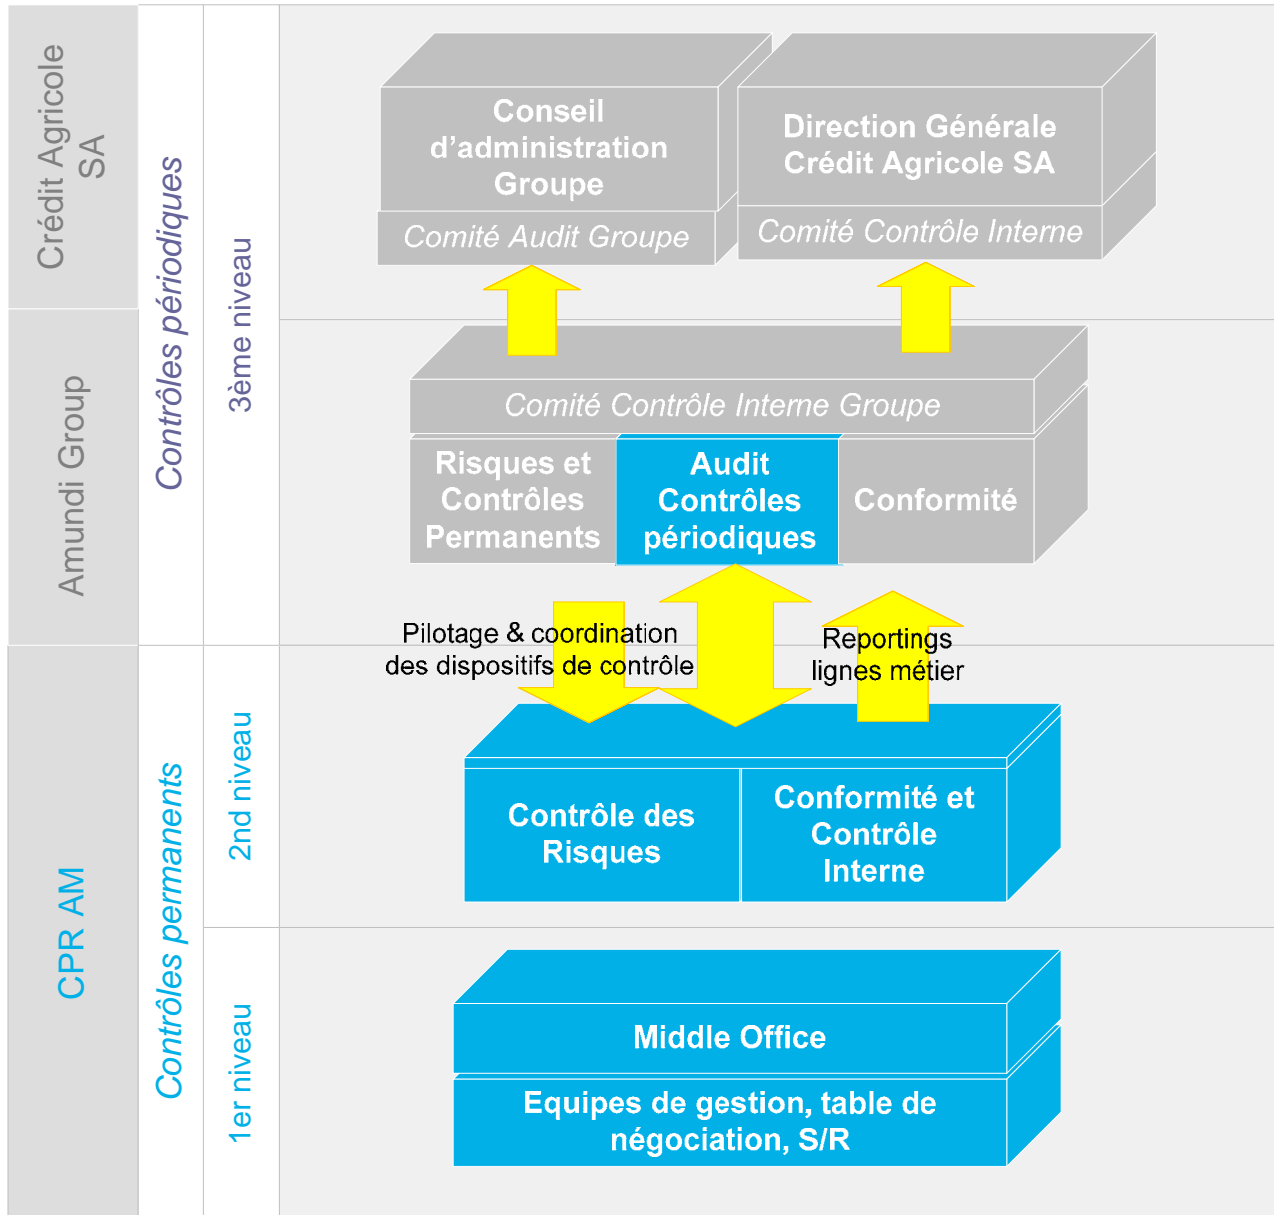 Crédit Agricole
SA
Contrôles périodiques
3ème niveau
Conseil
d'administration
Groupe
Comité Audit Groupe
Direction Générale
Crédit Agricole SA
Comité Contrôle Interne
Amundi Group
Comité Contrôle Interne Groupe
Risques et
Contrôles
Permanents
Audit
Contrôles
périodiques
Conformité
Pilotage & coordination
des dispositifs de contrôle
Reportings
lignes métier
CPR AM
Contrôles permanents
2nd niveau
Contrôle des
Risques
Conformité et
Contrôle
Interne
1er niveau
Middle Office
Equipes de gestion, table de
négociation, S/R